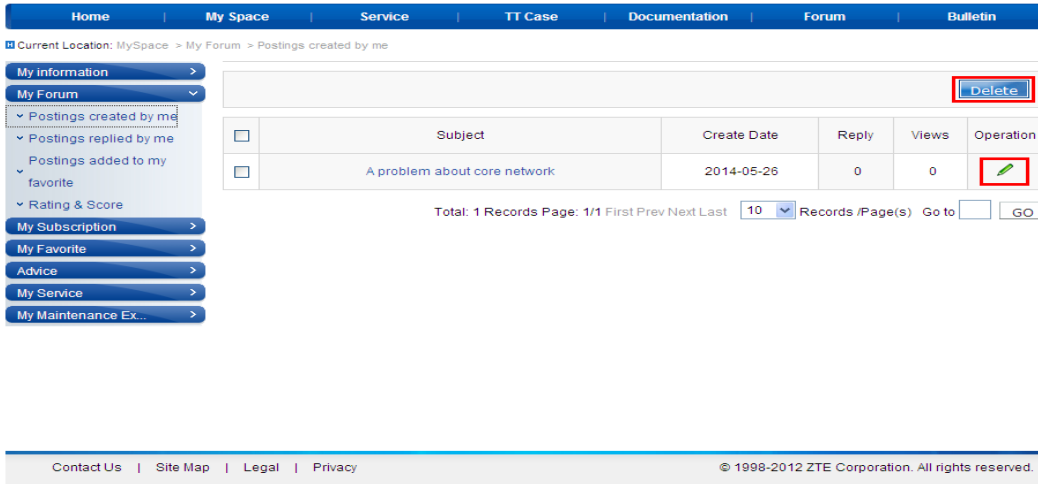 Home | My Space | Service | TT Case | Documentation | Forum | Bulletin
Current Location: MySpace > My Forum > Postings created by me
My information
My Forum
Postings created by me
Postings replied by me
Postings added to my
favorite
Rating & Score
My Subscription
My Favorite
Advice
My Service
My Maintenance Ex...
Delete
Subject Create Date Reply Views Operation
A problem about core network 2014-05-26 0 0
Total: 1 Records Page: 1/1 First Prev Next Last 10 Records /Page(s) Go to GO
Contact Us | Site Map | Legal | Privacy
© 1998-2012 ZTE Corporation. All rights reserved.